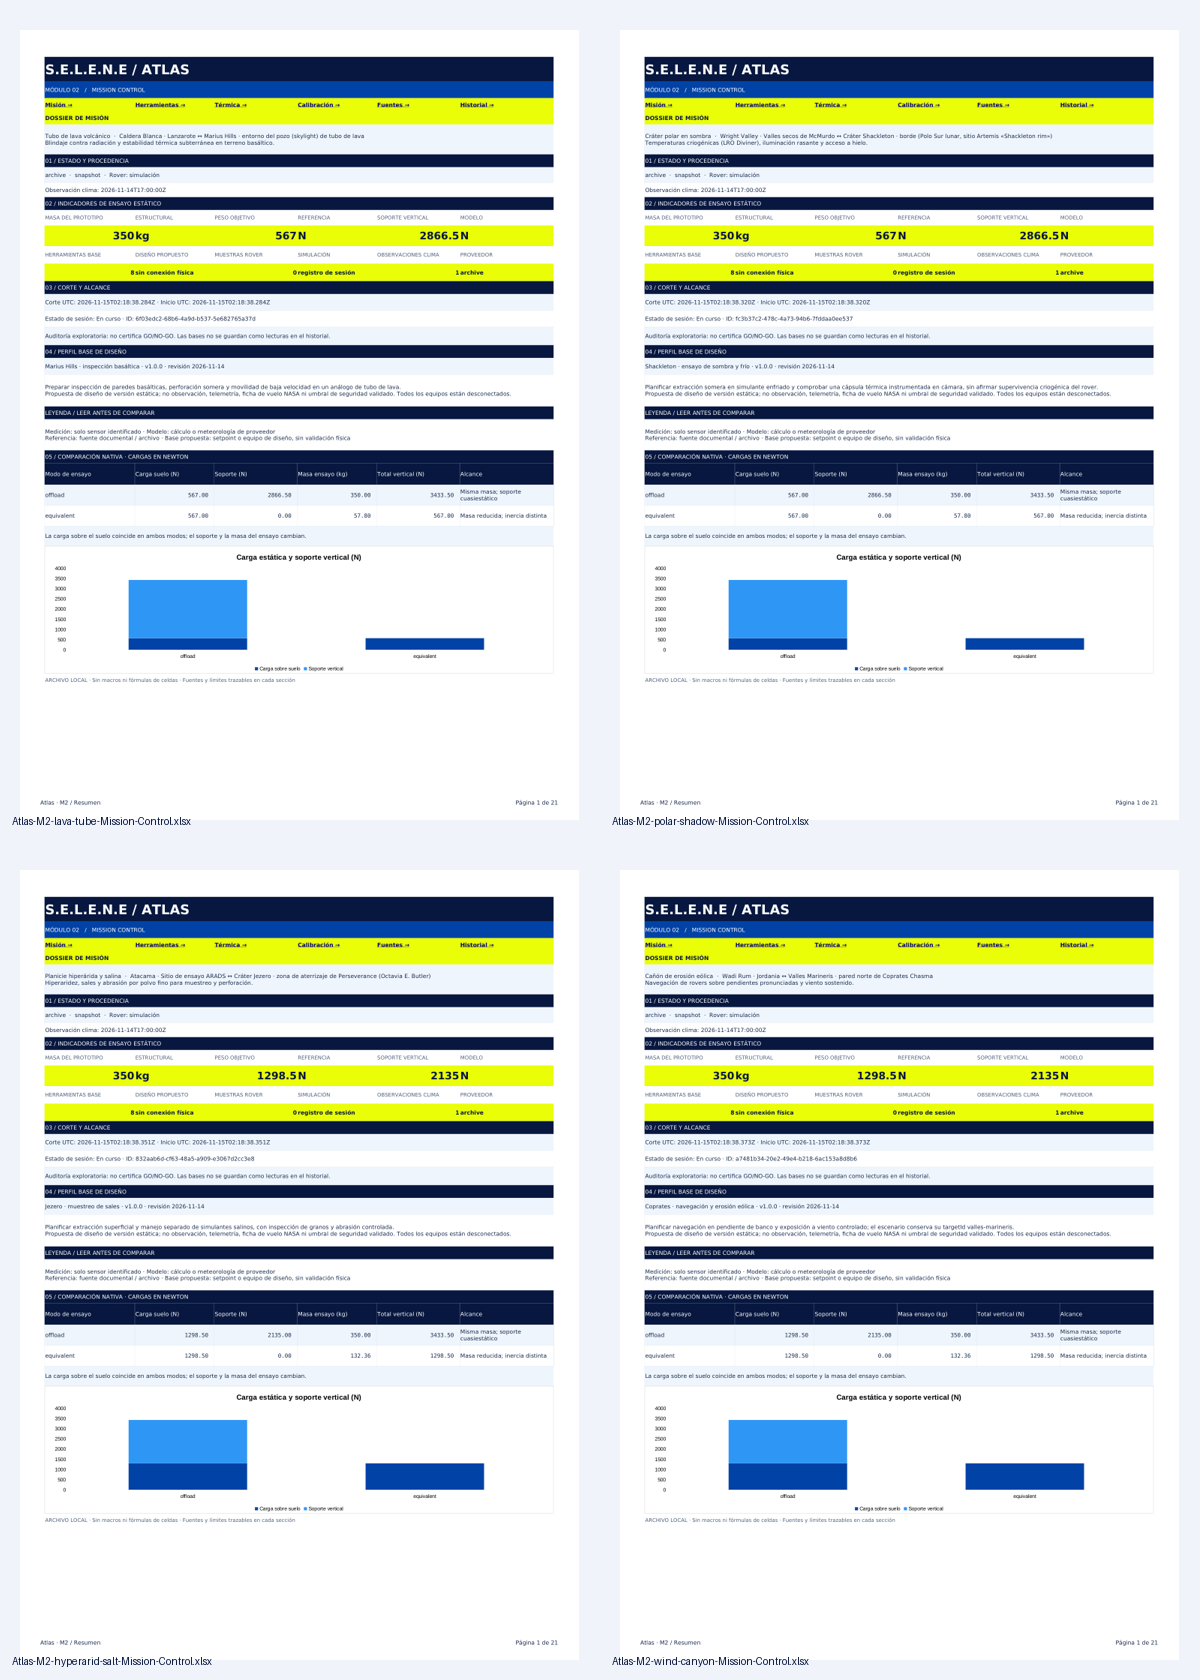 S.E.L.E.N.E / ATLAS
MÓDULO 02 / MISSION CONTROL
Misión → Herramientas → Térmica → Calibración → Fuentes → Historial →
DOSSIER DE MISIÓN
Tubo de lava volcánico · Caldera Blanca · Lanzarote ↔ Marius Hills · entorno del pozo (skylight) de tubo de lava
Blindaje contra radiación y estabilidad térmica subterránea en terreno basáltico.
01 / ESTADO Y PROCEDENCIA
archive · snapshot · Rover: simulación
Observación clima: 2026-11-14T17:00:00Z
02 / INDICADORES DE ENSAYO ESTÁTICO
MASA DEL PROTOTIPO ESTRUCTURAL PESO OBJETIVO REFERENCIA SOPORTE VERTICAL MODELO
350 kg 567 N 2866.5 N
HERRAMIENTAS BASE DISEÑO PROPUESTO MUESTRAS ROVER SIMULACIÓN OBSERVACIONES CLIMA PROVEEDOR
8 sin conexión física 0 registro de sesión 1 archive
03 / CORTE Y ALCANCE
Corte UTC: 2026-11-15T02:18:38.284Z · Inicio UTC: 2026-11-15T02:18:38.284Z
Estado de sesión: En curso · ID: 6f03edc2-68b6-4a9d-b537-5e682765a37d
Auditoría exploratoria: no certifica GO/NO-GO. Las bases no se guardan como lecturas en el historial.
04 / PERFIL BASE DE DISEÑO
Marius Hills · inspección basáltica · v1.0.0 · revisión 2026-11-14
Preparar inspección de paredes basálticas, perforación somera y movilidad de baja velocidad en un análogo de tubo de lava.
Propuesta de diseño de versión estática; no observación, telemetría, ficha de vuelo NASA ni umbral de seguridad validado. Todos los equipos están desconectados.
LEYENDA / LEER ANTES DE COMPARAR
Medición: solo sensor identificado · Modelo: cálculo o meteorología de proveedor
Referencia: fuente documental / archivo · Base propuesta: setpoint o equipo de diseño, sin validación física
05 / COMPARACIÓN NATIVA · CARGAS EN NEWTON
Modo de ensayo Carga suelo (N) Soporte (N) Masa ensayo (kg) Total vertical (N) Alcance
offload 567.00 2866.50 350.00 3433.50 Misma masa; soporte
cuasiestático
equivalent 567.00 0.00 57.80 567.00 Masa reducida; inercia distinta
La carga sobre el suelo coincide en ambos modos; el soporte y la masa del ensayo cambian.
Carga estática y soporte vertical (N)
4000
3500
3000
2500
2000
1500
1000
500
0
offload equivalent
Carga sobre suelo Soporte vertical
ARCHIVO LOCAL · Sin macros ni fórmulas de celdas · Fuentes y límites trazables en cada sección
Atlas · M2 / Resumen Página 1 de 21
Atlas-M2-lava-tube-Mission-Control.xlsx
S.E.L.E.N.E / ATLAS
MÓDULO 02 / MISSION CONTROL
Misión → Herramientas → Térmica → Calibración → Fuentes → Historial →
DOSSIER DE MISIÓN
Cráter polar en sombra · Wright Valley · Valles secos de McMurdo ↔ Cráter Shackleton · borde (Polo Sur lunar, sitio Artemis «Shackleton rim»)
Temperaturas criogénicas (LRO Diviner), iluminación rasante y acceso a hielo.
01 / ESTADO Y PROCEDENCIA
archive · snapshot · Rover: simulación
Observación clima: 2026-11-14T17:00:00Z
02 / INDICADORES DE ENSAYO ESTÁTICO
MASA DEL PROTOTIPO ESTRUCTURAL PESO OBJETIVO REFERENCIA SOPORTE VERTICAL MODELO
350 kg 567 N 2866.5 N
HERRAMIENTAS BASE DISEÑO PROPUESTO MUESTRAS ROVER SIMULACIÓN OBSERVACIONES CLIMA PROVEEDOR
8 sin conexión física 0 registro de sesión 1 archive
03 / CORTE Y ALCANCE
Corte UTC: 2026-11-15T02:18:38.320Z · Inicio UTC: 2026-11-15T02:18:38.320Z
Estado de sesión: En curso · ID: fc3b37c2-478c-4a73-94b6-7fddaa0ee537
Auditoría exploratoria: no certifica GO/NO-GO. Las bases no se guardan como lecturas en el historial.
04 / PERFIL BASE DE DISEÑO
Shackleton · ensayo de sombra y frío · v1.0.0 · revisión 2026-11-14
Planificar extracción somera en simulante enfriado y comprobar una cápsula térmica instrumentada en cámara, sin afirmar supervivencia criogénica del rover.
Propuesta de diseño de versión estática; no observación, telemetría, ficha de vuelo NASA ni umbral de seguridad validado. Todos los equipos están desconectados.
LEYENDA / LEER ANTES DE COMPARAR
Medición: solo sensor identificado · Modelo: cálculo o meteorología de proveedor
Referencia: fuente documental / archivo · Base propuesta: setpoint o equipo de diseño, sin validación física
05 / COMPARACIÓN NATIVA · CARGAS EN NEWTON
Modo de ensayo Carga suelo (N) Soporte (N) Masa ensayo (kg) Total vertical (N) Alcance
offload 567.00 2866.50 350.00 3433.50 Misma masa; soporte
cuasiestático
equivalent 567.00 0.00 57.80 567.00 Masa reducida; inercia distinta
La carga sobre el suelo coincide en ambos modos; el soporte y la masa del ensayo cambian.
Carga estática y soporte vertical (N)
4000
3500
3000
2500
2000
1500
1000
500
0
offload equivalent
Carga sobre suelo Soporte vertical
ARCHIVO LOCAL · Sin macros ni fórmulas de celdas · Fuentes y límites trazables en cada sección
Atlas · M2 / Resumen Página 1 de 21
Atlas-M2-polar-shadow-Mission-Control.xlsx
S.E.L.E.N.E / ATLAS
MÓDULO 02 / MISSION CONTROL
Misión → Herramientas → Térmica → Calibración → Fuentes → Historial →
DOSSIER DE MISIÓN
Planicie hiperárida y salina · Atacama · Sitio de ensayo ARADS ↔ Cráter Jezero · zona de aterrizaje de Perseverance (Octavia E. Butler)
Hiperaridez, sales y abrasión por polvo fino para muestreo y perforación.
01 / ESTADO Y PROCEDENCIA
archive · snapshot · Rover: simulación
Observación clima: 2026-11-14T17:00:00Z
02 / INDICADORES DE ENSAYO ESTÁTICO
MASA DEL PROTOTIPO ESTRUCTURAL PESO OBJETIVO REFERENCIA SOPORTE VERTICAL MODELO
350 kg 1298.5 N 2135 N
HERRAMIENTAS BASE DISEÑO PROPUESTO MUESTRAS ROVER SIMULACIÓN OBSERVACIONES CLIMA PROVEEDOR
8 sin conexión física 0 registro de sesión 1 archive
03 / CORTE Y ALCANCE
Corte UTC: 2026-11-15T02:18:38.351Z · Inicio UTC: 2026-11-15T02:18:38.351Z
Estado de sesión: En curso · ID: 832aab6d-cf63-48a5-a909-e3067d2cc3e8
Auditoría exploratoria: no certifica GO/NO-GO. Las bases no se guardan como lecturas en el historial.
04 / PERFIL BASE DE DISEÑO
Jezero · muestreo de sales · v1.0.0 · revisión 2026-11-14
Planificar extracción superficial y manejo separado de simulantes salinos, con inspección de granos y abrasión controlada.
Propuesta de diseño de versión estática; no observación, telemetría, ficha de vuelo NASA ni umbral de seguridad validado. Todos los equipos están desconectados.
LEYENDA / LEER ANTES DE COMPARAR
Medición: solo sensor identificado · Modelo: cálculo o meteorología de proveedor
Referencia: fuente documental / archivo · Base propuesta: setpoint o equipo de diseño, sin validación física
05 / COMPARACIÓN NATIVA · CARGAS EN NEWTON
Modo de ensayo Carga suelo (N) Soporte (N) Masa ensayo (kg) Total vertical (N) Alcance
offload 1298.50 2135.00 350.00 3433.50 Misma masa; soporte
cuasiestático
equivalent 1298.50 0.00 132.36 1298.50 Masa reducida; inercia distinta
La carga sobre el suelo coincide en ambos modos; el soporte y la masa del ensayo cambian.
Carga estática y soporte vertical (N)
4000
3500
3000
2500
2000
1500
1000
500
0
offload equivalent
Carga sobre suelo Soporte vertical
ARCHIVO LOCAL · Sin macros ni fórmulas de celdas · Fuentes y límites trazables en cada sección
Atlas · M2 / Resumen Página 1 de 21
Atlas-M2-hyperarid-salt-Mission-Control.xlsx
S.E.L.E.N.E / ATLAS
MÓDULO 02 / MISSION CONTROL
Misión → Herramientas → Térmica → Calibración → Fuentes → Historial →
DOSSIER DE MISIÓN
Cañón de erosión eólica · Wadi Rum · Jordania ↔ Valles Marineris · pared norte de Coprates Chasma
Navegación de rovers sobre pendientes pronunciadas y viento sostenido.
01 / ESTADO Y PROCEDENCIA
archive · snapshot · Rover: simulación
Observación clima: 2026-11-14T17:00:00Z
02 / INDICADORES DE ENSAYO ESTÁTICO
MASA DEL PROTOTIPO ESTRUCTURAL PESO OBJETIVO REFERENCIA SOPORTE VERTICAL MODELO
350 kg 1298.5 N 2135 N
HERRAMIENTAS BASE DISEÑO PROPUESTO MUESTRAS ROVER SIMULACIÓN OBSERVACIONES CLIMA PROVEEDOR
8 sin conexión física 0 registro de sesión 1 archive
03 / CORTE Y ALCANCE
Corte UTC: 2026-11-15T02:18:38.373Z · Inicio UTC: 2026-11-15T02:18:38.373Z
Estado de sesión: En curso · ID: a7481b34-20e2-49e4-b218-6ac153a8d8b6
Auditoría exploratoria: no certifica GO/NO-GO. Las bases no se guardan como lecturas en el historial.
04 / PERFIL BASE DE DISEÑO
Coprates · navegación y erosión eólica · v1.0.0 · revisión 2026-11-14
Planificar navegación en pendiente de banco y exposición a viento controlado; el escenario conserva su targetId valles-marineris.
Propuesta de diseño de versión estática; no observación, telemetría, ficha de vuelo NASA ni umbral de seguridad validado. Todos los equipos están desconectados.
LEYENDA / LEER ANTES DE COMPARAR
Medición: solo sensor identificado · Modelo: cálculo o meteorología de proveedor
Referencia: fuente documental / archivo · Base propuesta: setpoint o equipo de diseño, sin validación física
05 / COMPARACIÓN NATIVA · CARGAS EN NEWTON
Modo de ensayo Carga suelo (N) Soporte (N) Masa ensayo (kg) Total vertical (N) Alcance
offload 1298.50 2135.00 350.00 3433.50 Misma masa; soporte
cuasiestático
equivalent 1298.50 0.00 132.36 1298.50 Masa reducida; inercia distinta
La carga sobre el suelo coincide en ambos modos; el soporte y la masa del ensayo cambian.
Carga estática y soporte vertical (N)
4000
3500
3000
2500
2000
1500
1000
500
0
offload equivalent
Carga sobre suelo Soporte vertical
ARCHIVO LOCAL · Sin macros ni fórmulas de celdas · Fuentes y límites trazables en cada sección
Atlas · M2 / Resumen Página 1 de 21
Atlas-M2-wind-canyon-Mission-Control.xlsx